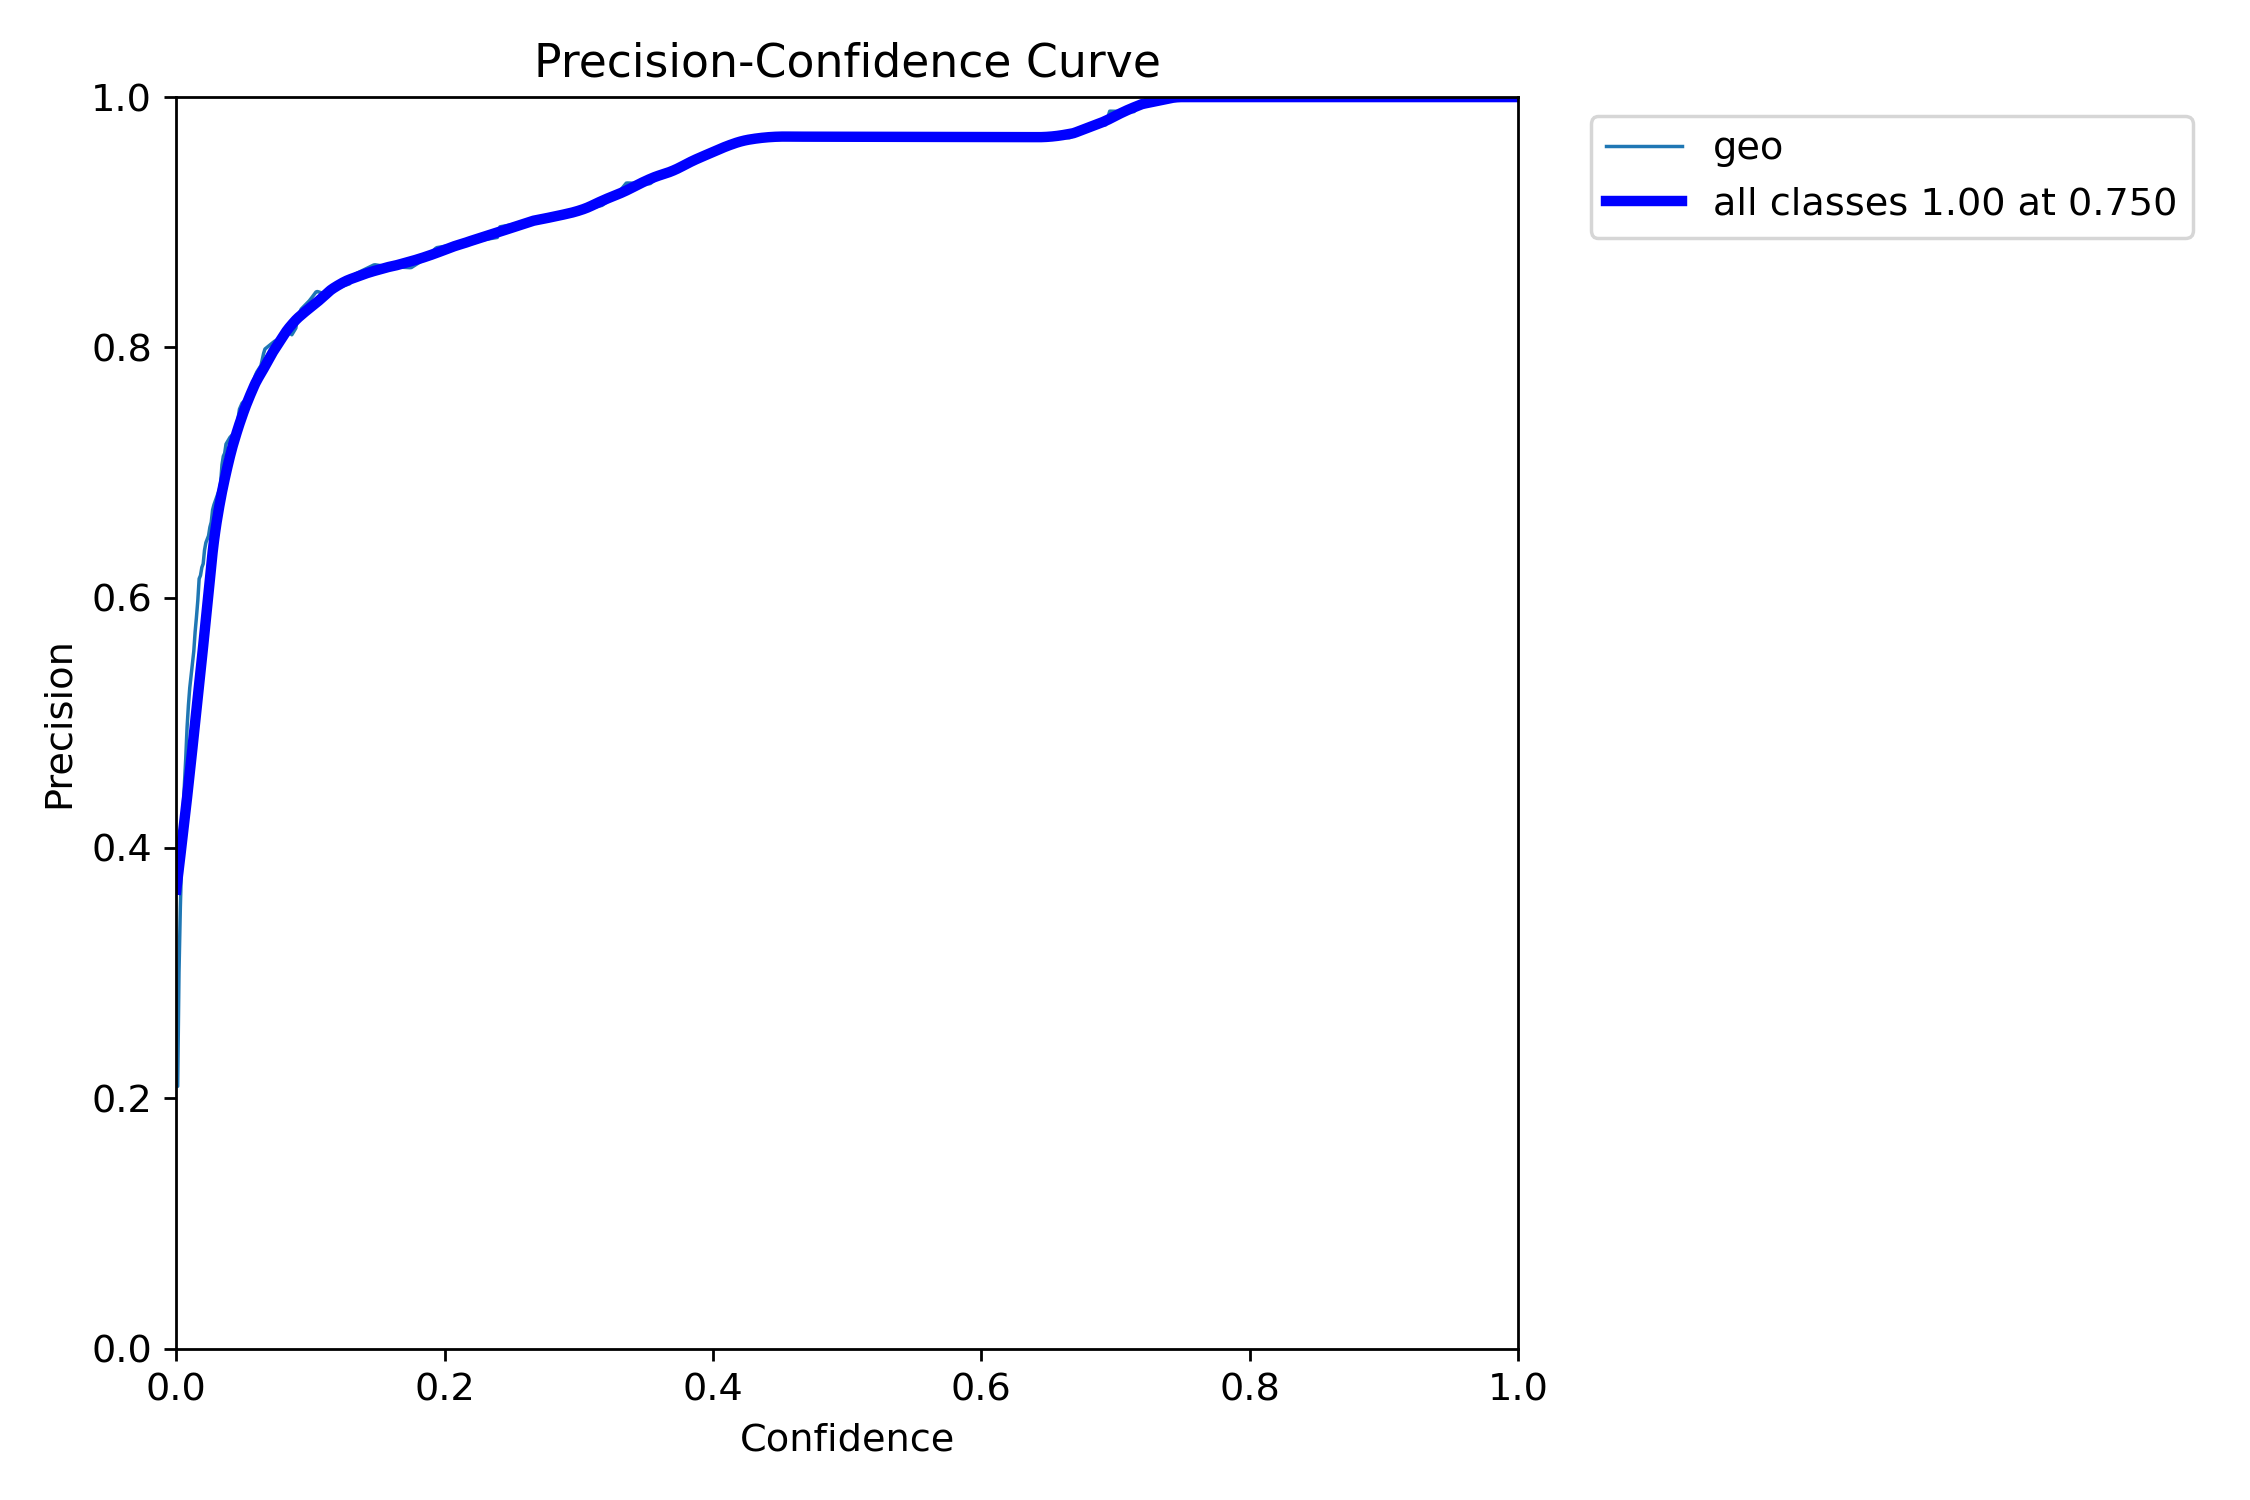 Precision-Confidence Curve
1.0
0.8
0.6
0.4
0.2
0.0
Precision
0.0 0.2 0.4 0.6 0.8 1.0
Confidence
geo
all classes 1.00 at 0.750